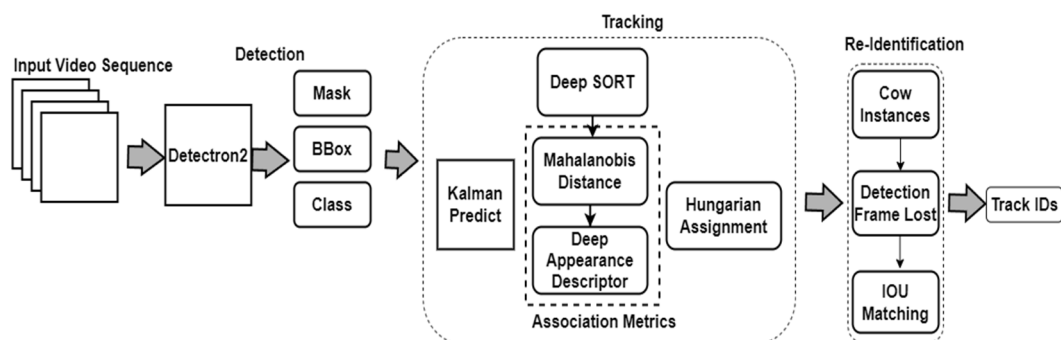 Input Video Sequence
Detectron2
Detection
Mask
BBox
Class
Tracking
Kalman
Predict
Deep SORT
Mahalanobis
Distance
Deep
Appearance
Descriptor
Association Metrics
Hungarian
Assignment
Re-Identification
Cow
Instances
Detection
Frame Lost
IOU
Matching
Track IDs